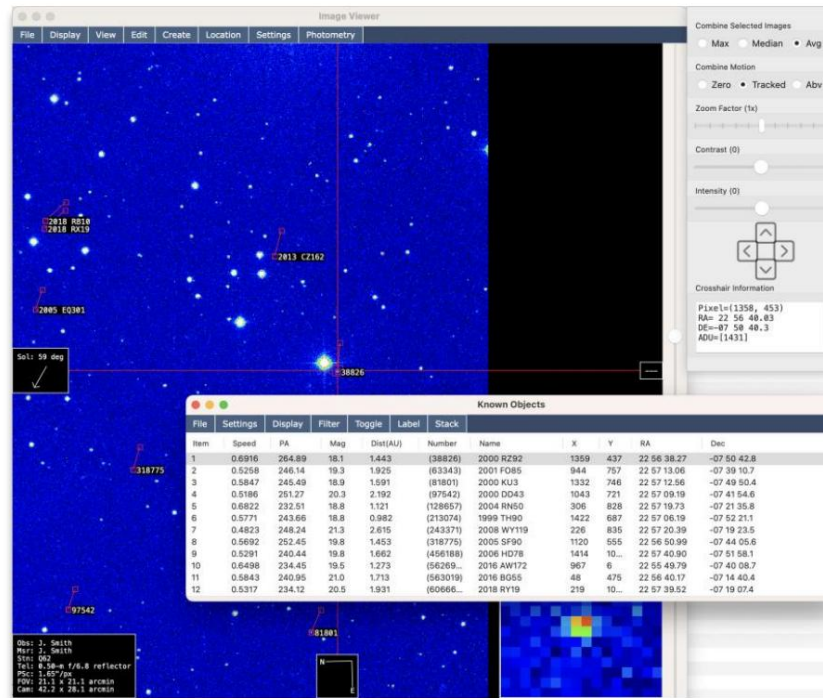 Image Viewer
File Display View Edit Create Location Settings Photometry
2018 RB10
2018 RX19
2013 CZ162
2005 EQ301
Sol: 59 deg
38826
318775
97542
81801
Obs: J. Smith
Msr: J. Smith
Stn: Q62
Tel: 0.50-m f/6.8 reflector
PSc: 1.65"/px
FOV: 21.1 x 21.1 arcmin
Cam: 42.2 x 28.1 arcmin
N
E
Combine Selected Images
Max Median Avg
Combine Motion
Zero Tracked Abv
Zoom Factor (1x)
Contrast (0)
Intensity (0)
Crosshair Information
Pixel=(1358, 453)
RA= 22 56 40.03
DE=-07 50 40.3
ADU=[1431]
Known Objects
File Settings Display Filter Toggle Label Stack
Item Speed PA Mag Dist(AU) Number Name X Y RA Dec
1 0.6916 264.89 18.1 1.443 (38826) 2000 RZ92 1359 437 22 56 38.27 -07 50 42.8
2 0.5258 246.14 19.3 1.925 (63343) 2001 FO85 944 757 22 57 13.06 -07 39 10.7
3 0.5847 245.49 18.9 1.591 (81801) 2000 KU3 1332 746 22 57 12.56 -07 49 50.4
4 0.5186 251.27 20.3 2.192 (97542) 2000 DD43 1043 721 22 57 09.19 -07 41 54.6
5 0.6822 232.51 18.8 1.121 (128657) 2004 RN50 306 828 22 57 19.73 -07 21 35.8
6 0.5771 243.66 18.8 0.982 (213074) 1999 TH90 1422 687 22 57 06.19 -07 52 21.1
7 0.4823 248.24 21.3 2.615 (243371) 2008 WY119 226 835 22 57 20.39 -07 19 23.5
8 0.5692 252.45 19.8 1.453 (318775) 2005 SF90 1120 555 22 56 50.99 -07 44 05.6
9 0.5291 240.44 19.8 1.662 (456188) 2006 HD78 1414 10... 22 57 40.90 -07 51 58.1
10 0.6498 234.45 19.5 1.273 (56269... 2016 AW172 967 6 22 55 49.79 -07 40 08.7
11 0.5843 240.95 21.0 1.713 (563019) 2016 BG55 48 475 22 56 40.17 -07 14 40.4
12 0.5317 234.12 20.5 1.931 (60666... 2018 RY19 219 10... 22 57 39.52 -07 19 07.4